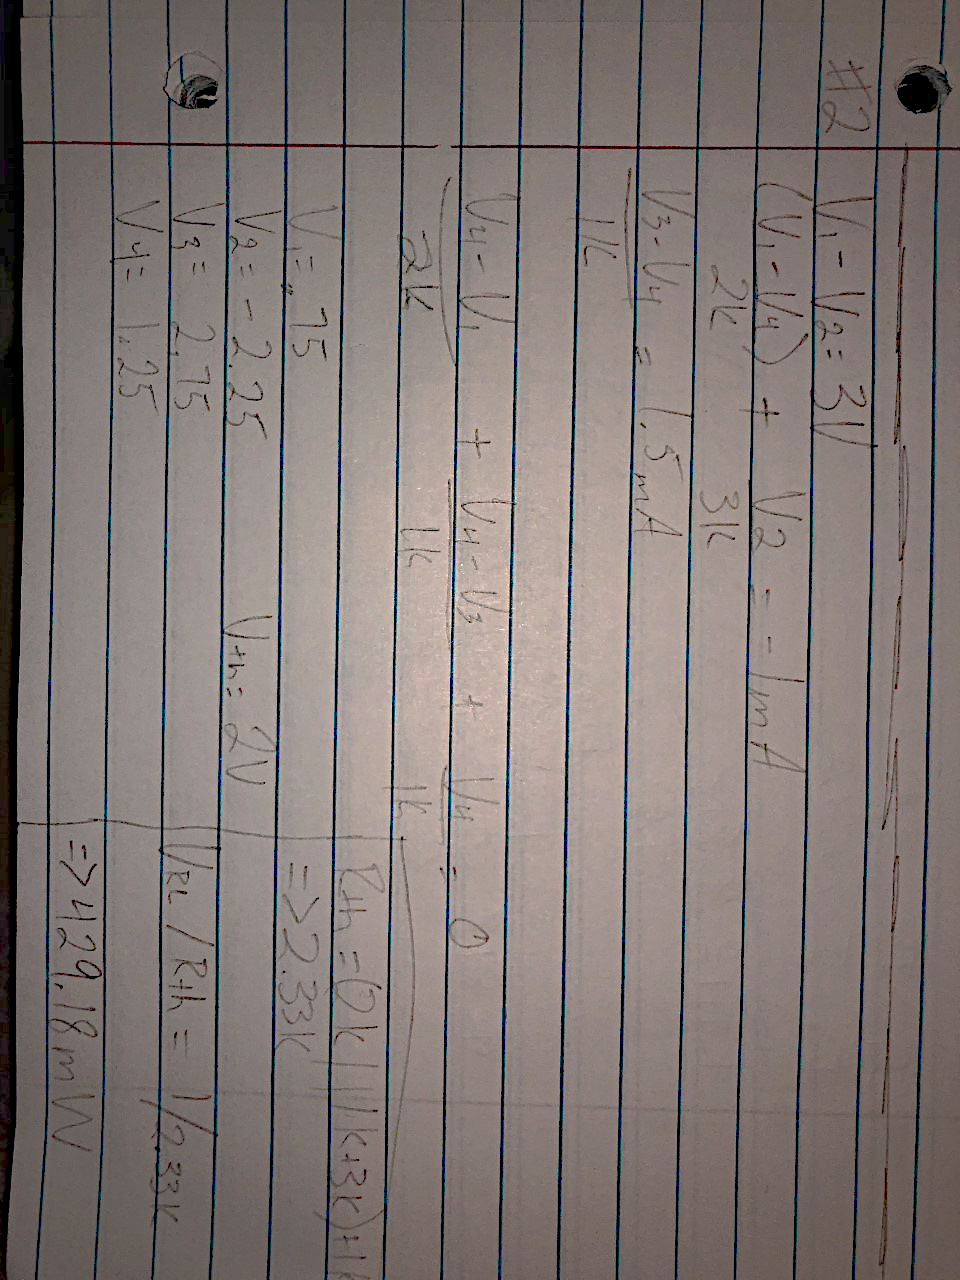 #2
V1 - V2 = 3V
(V1 - V4) + V2 = -1mA
2k 3k
V3 - V4 = 1.5mA
1k
V4 - V1 + V4 - V3 + V4 = 0
2k 1k 1k
V1 = .75
V2 = -2.25
V3 = 2.75
V4 = 1.25
Vth = 2V
Rth = (2k || 1k+3k)+1k
=> 2.33k
VRL / Rth = 1/2.33k
=> 429.18mW